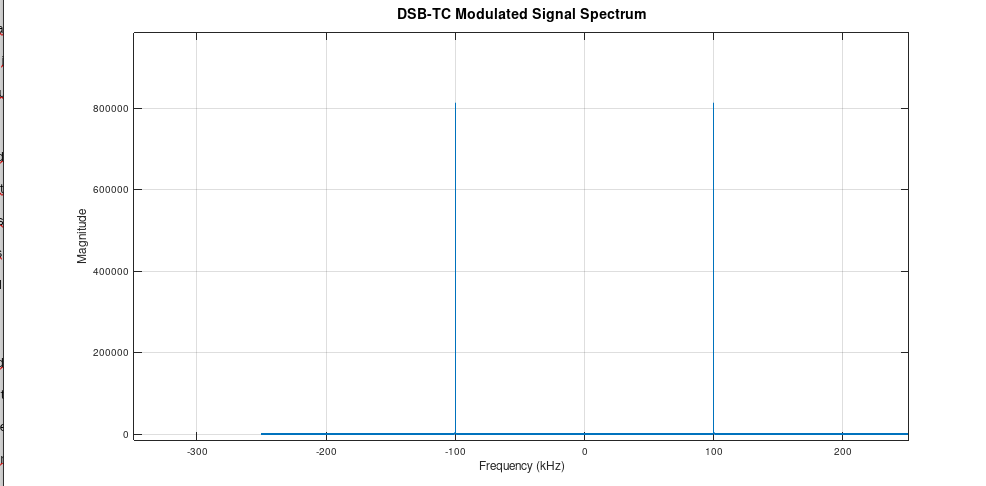 DSB-TC Modulated Signal Spectrum
800000
600000
400000
200000
0
Magnitude
-300 -200 -100 0 100 200
Frequency (kHz)